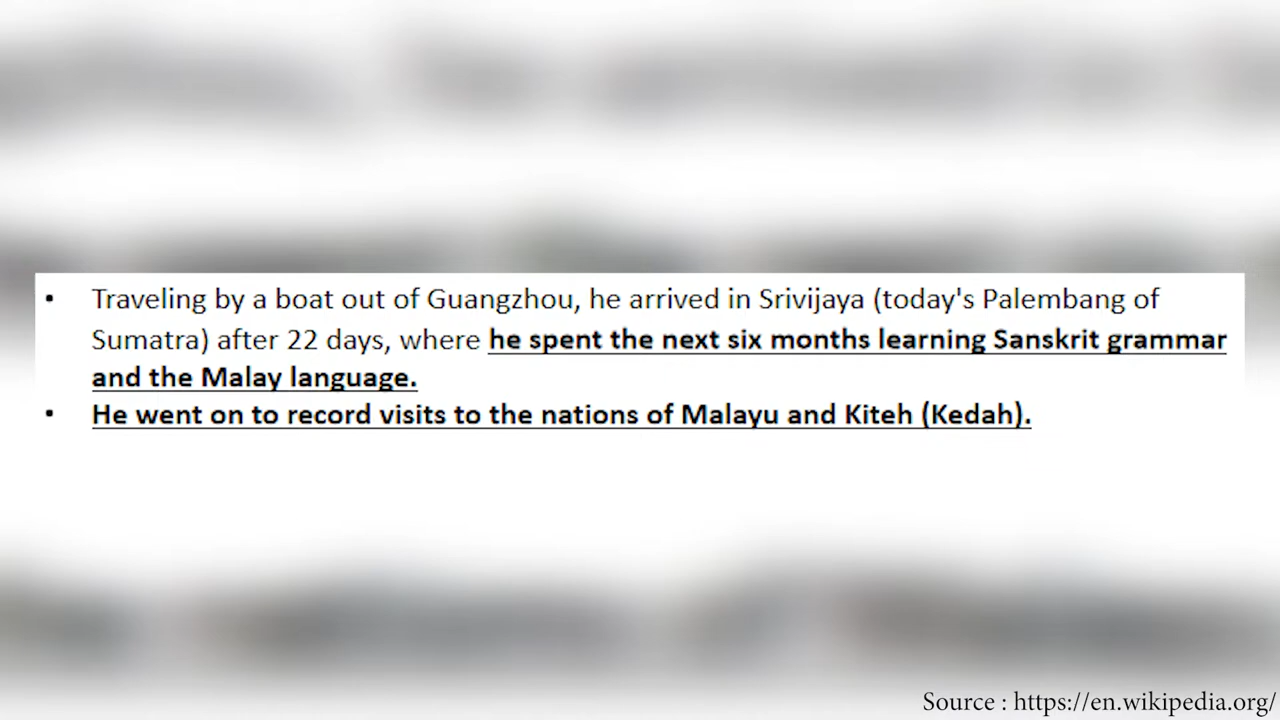 • Traveling by a boat out of Guangzhou, he arrived in Srivijaya (today's Palembang of
Sumatra) after 22 days, where he spent the next six months learning Sanskrit grammar
and the Malay language.
• He went on to record visits to the nations of Malayu and Kiteh (Kedah).
Source : https://en.wikipedia.org/